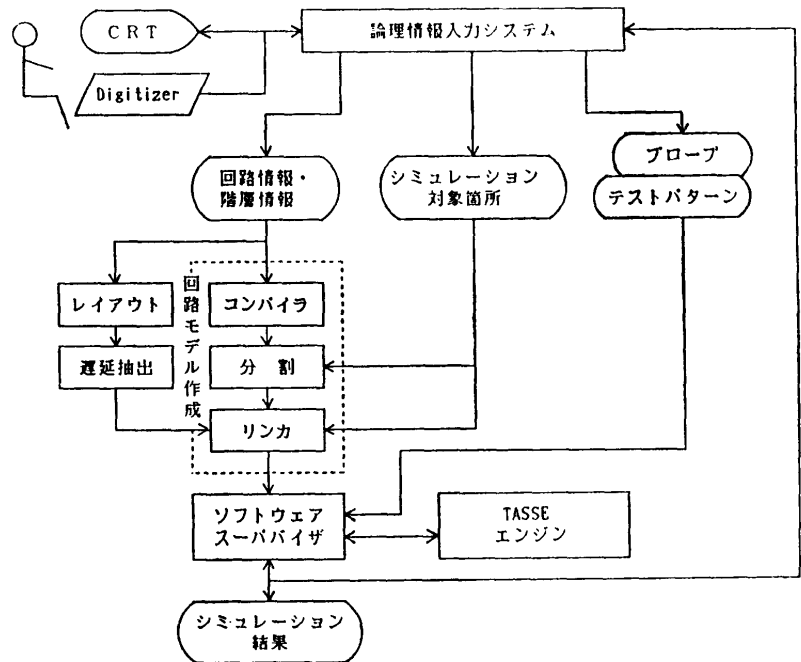 CRT
論理情報入力システム
Digitizer
回路情報・
階層情報
シミュレーション
対象箇所
プローブ
テストパターン
回路モデル作成
レイアウト
コンパイラ
遅延抽出
分 割
リンカ
ソフトウェア
スーパバイザ
TASSE
エンジン
シミュレーション
結果